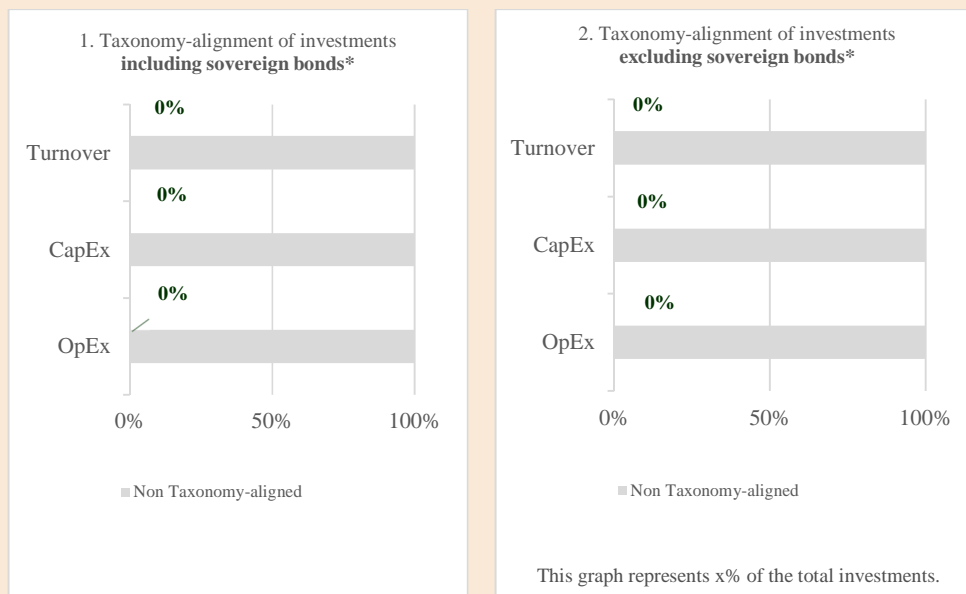 1. Taxonomy-alignment of investments
including sovereign bonds*
0%
Turnover
0%
CapEx
0%
OpEx
0%
50%
100%
Non Taxonomy-aligned
2. Taxonomy-alignment of investments
excluding sovereign bonds*
0%
Turnover
0%
CapEx
0%
OpEx
0%
50%
100%
Non Taxonomy-aligned
This graph represents x% of the total investments.